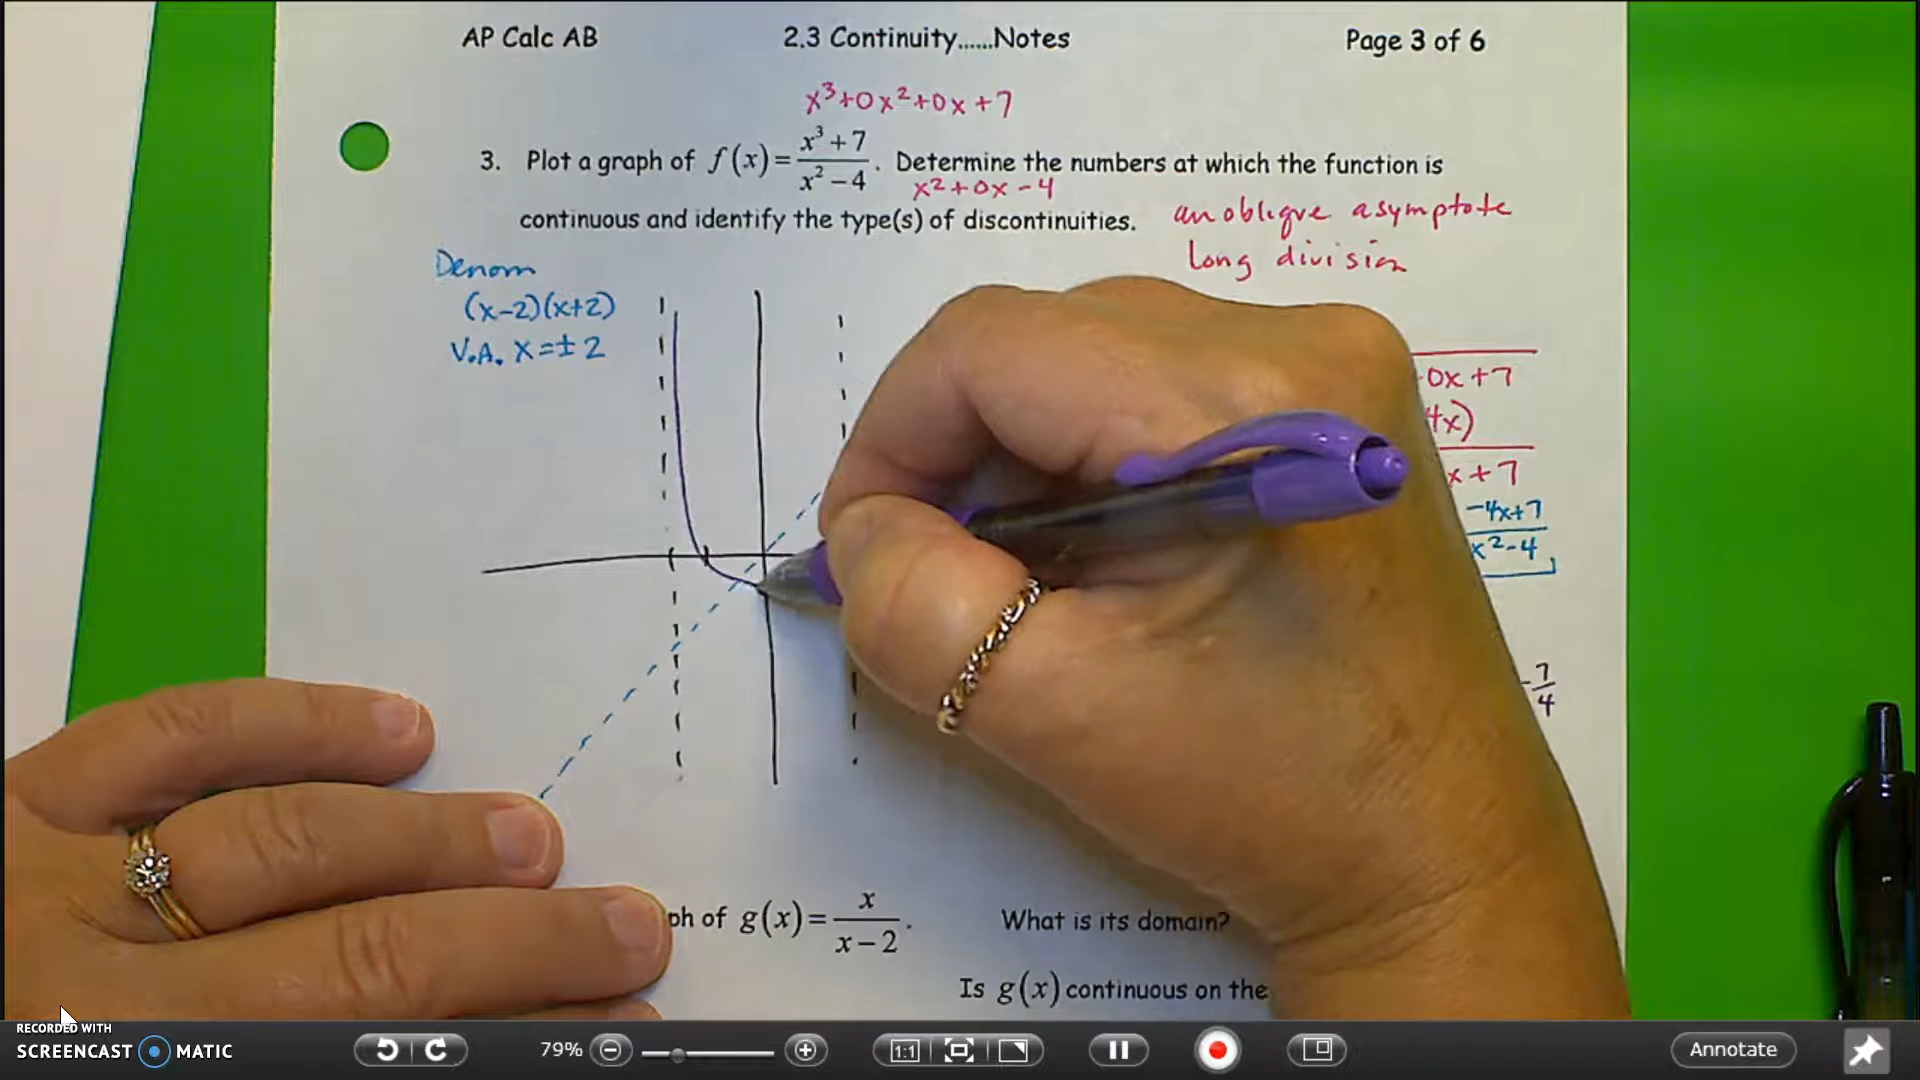 AP Calc AB 2.3 Continuity......Notes Page 3 of 6
x³+0x²+0x+7
3. Plot a graph of f(x)=(x³+7)/(x²−4). Determine the numbers at which the function is
x²+0x-4
continuous and identify the type(s) of discontinuities.
an oblique asymptote
long division
Denom
(x-2)(x+2)
V.A. x=±2
0x+7
4x)
x+7
-4x+7
x²-4
-7/4
ph of g(x)=x/(x−2). What is its domain?
Is g(x) continuous on the
RECORDED WITH
SCREENCAST MATIC
79%
1:1
Annotate